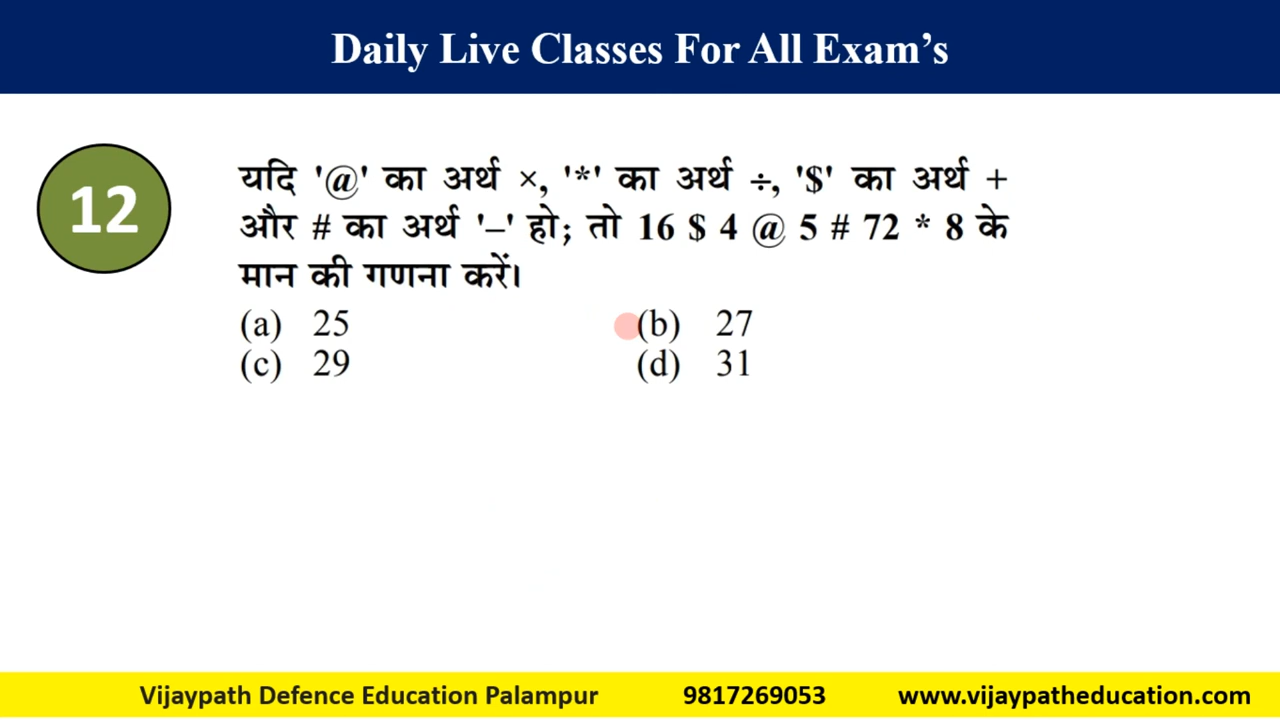 Daily Live Classes For All Exam's
12
यदि '@' का अर्थ ×, '*' का अर्थ ÷, '$' का अर्थ +
और # का अर्थ '–' हो; तो 16 $ 4 @ 5 # 72 * 8 के
मान की गणना करें।
(a) 25 (b) 27
(c) 29 (d) 31
Vijaypath Defence Education Palampur 9817269053 www.vijaypatheducation.com